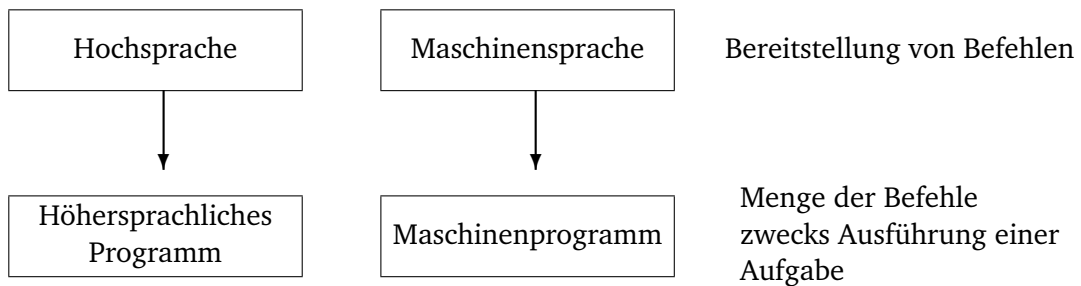 Hochsprache
Maschinensprache
Bereitstellung von Befehlen
Höhersprachliches
Programm
Maschinenprogramm
Menge der Befehle
zwecks Ausführung einer
Aufgabe